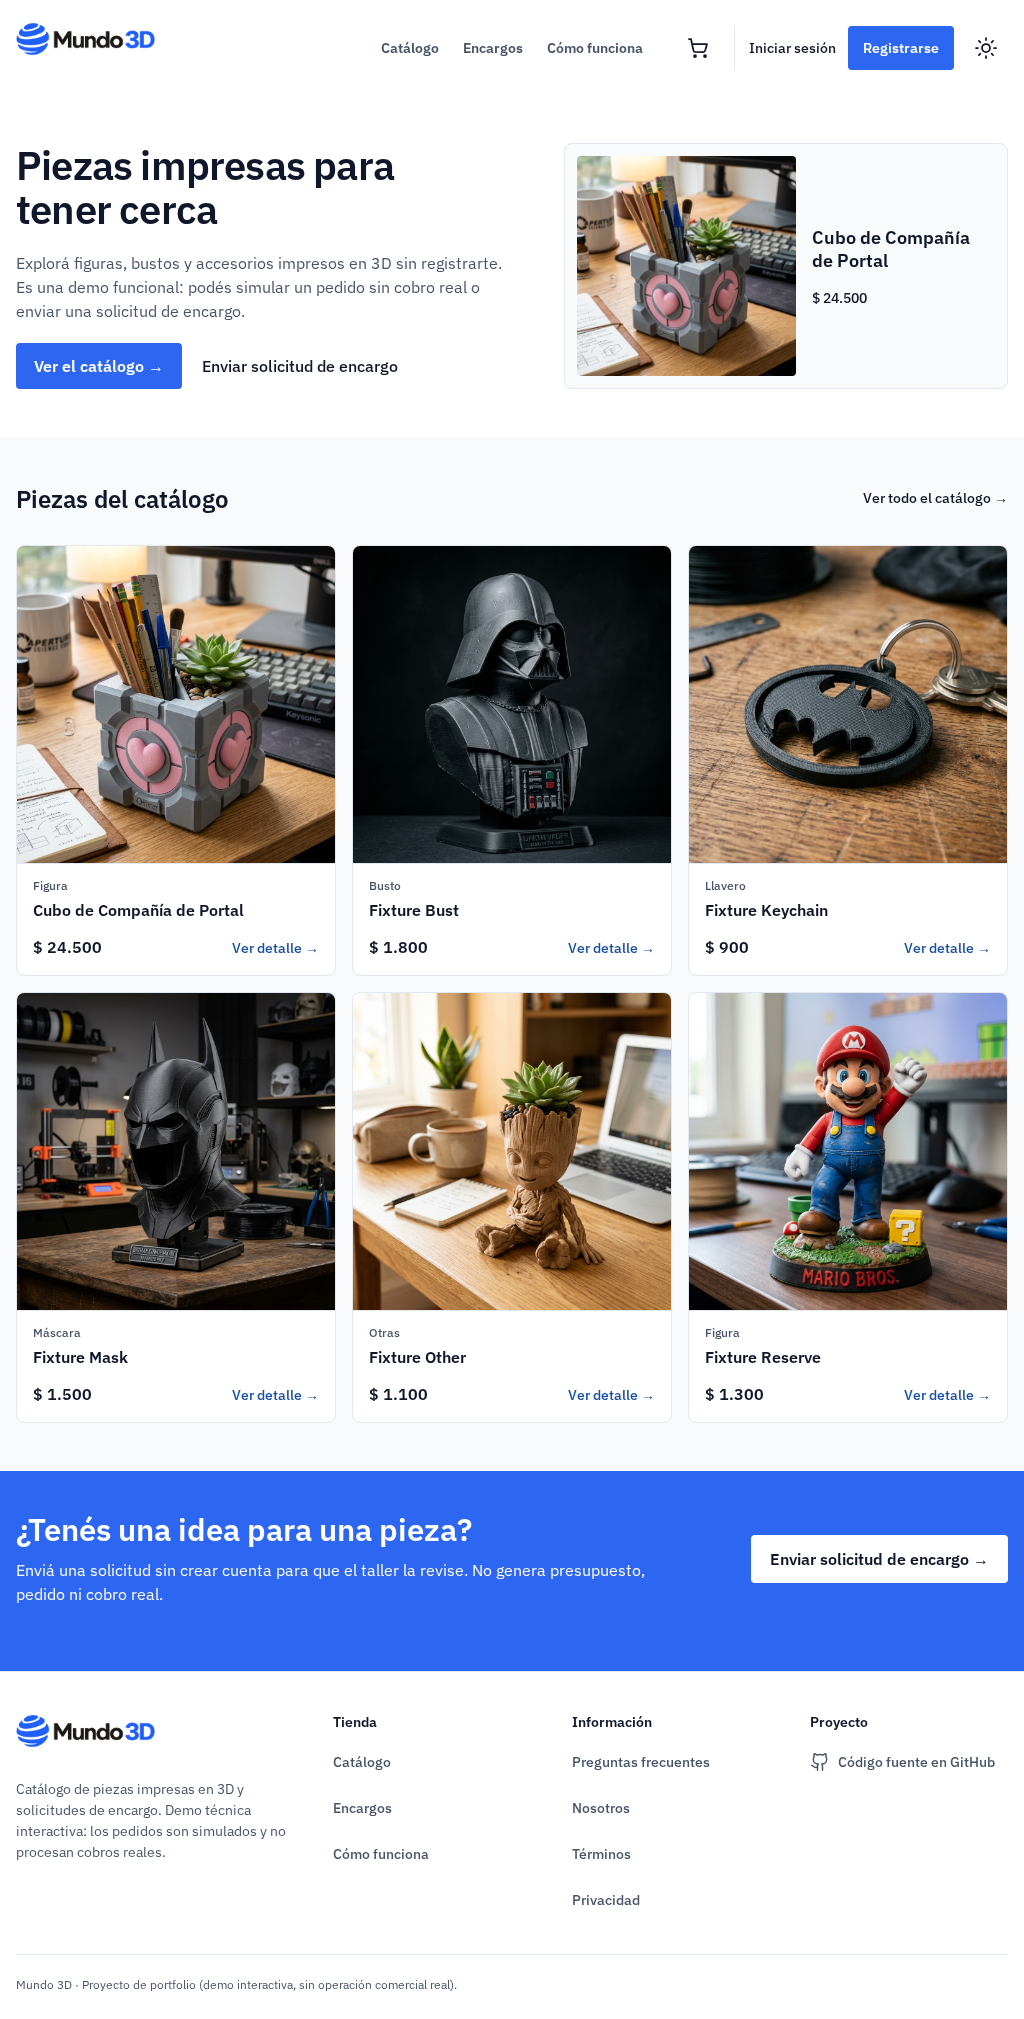 Mundo 3D
Catálogo
Encargos
Cómo funciona
Iniciar sesión
Registrarse
Piezas impresas para
tener cerca
Explorá figuras, bustos y accesorios impresos en 3D sin registrarte.
Es una demo funcional: podés simular un pedido sin cobro real o
enviar una solicitud de encargo.
Ver el catálogo →
Enviar solicitud de encargo
Cubo de Compañía
de Portal
$ 24.500
Piezas del catálogo
Ver todo el catálogo →
Keysonic
Figura
Cubo de Compañía de Portal
$ 24.500
Ver detalle →
Busto
Fixture Bust
$ 1.800
Ver detalle →
Llavero
Fixture Keychain
$ 900
Ver detalle →
M
?
MARIO BROS.
Máscara
Fixture Mask
$ 1.500
Ver detalle →
Otras
Fixture Other
$ 1.100
Ver detalle →
Figura
Fixture Reserve
$ 1.300
Ver detalle →
¿Tenés una idea para una pieza?
Enviá una solicitud sin crear cuenta para que el taller la revise. No genera presupuesto,
pedido ni cobro real.
Enviar solicitud de encargo →
Mundo 3D
Catálogo de piezas impresas en 3D y
solicitudes de encargo. Demo técnica
interactiva: los pedidos son simulados y no
procesan cobros reales.
Tienda
Catálogo
Encargos
Cómo funciona
Información
Preguntas frecuentes
Nosotros
Términos
Privacidad
Proyecto
Código fuente en GitHub
Mundo 3D · Proyecto de portfolio (demo interactiva, sin operación comercial real).